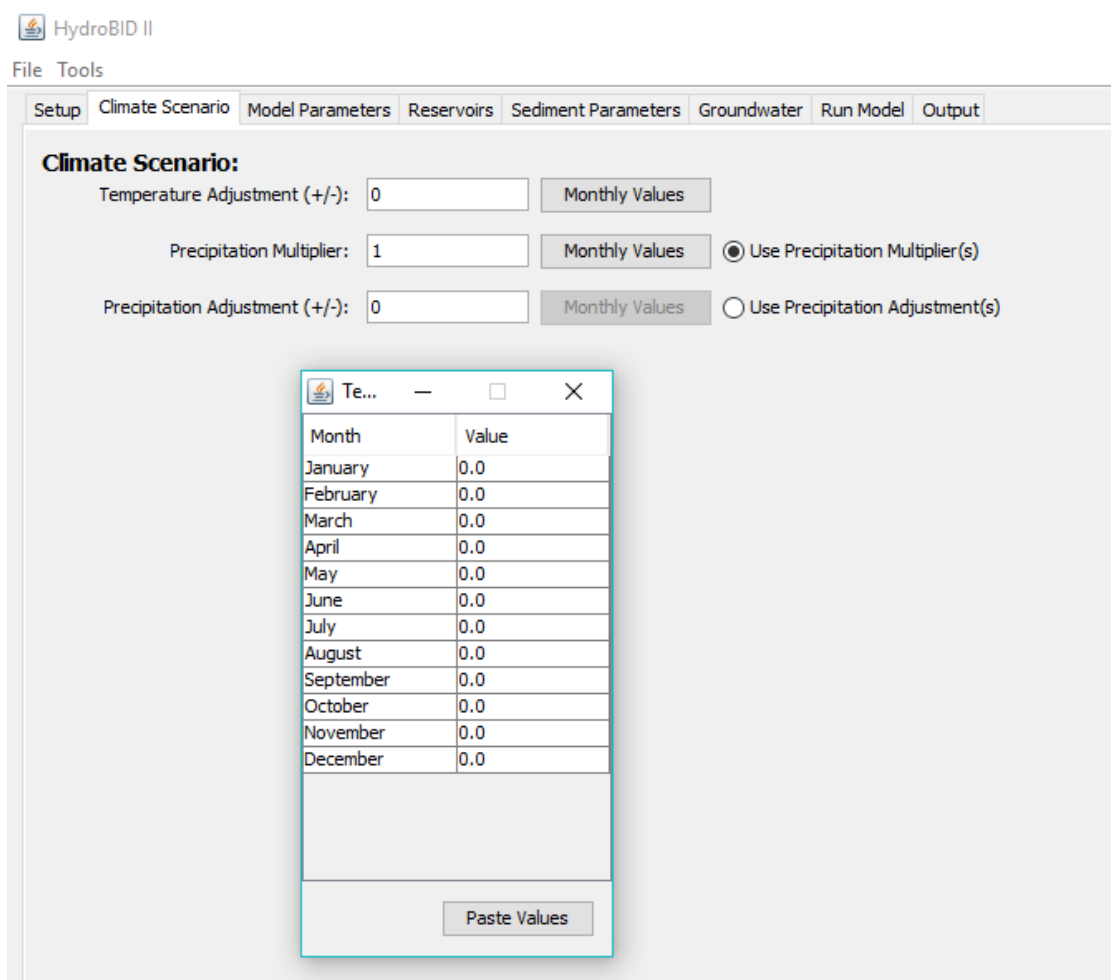 HydroBID II
File Tools
Setup Climate Scenario Model Parameters Reservoirs Sediment Parameters Groundwater Run Model Output
Climate Scenario:
Temperature Adjustment (+/-): 0 Monthly Values
Precipitation Multiplier: 1 Monthly Values Use Precipitation Multiplier(s)
Precipitation Adjustment (+/-): 0 Monthly Values Use Precipitation Adjustment(s)
Te...
Month Value
January 0.0
February 0.0
March 0.0
April 0.0
May 0.0
June 0.0
July 0.0
August 0.0
September 0.0
October 0.0
November 0.0
December 0.0
Paste Values